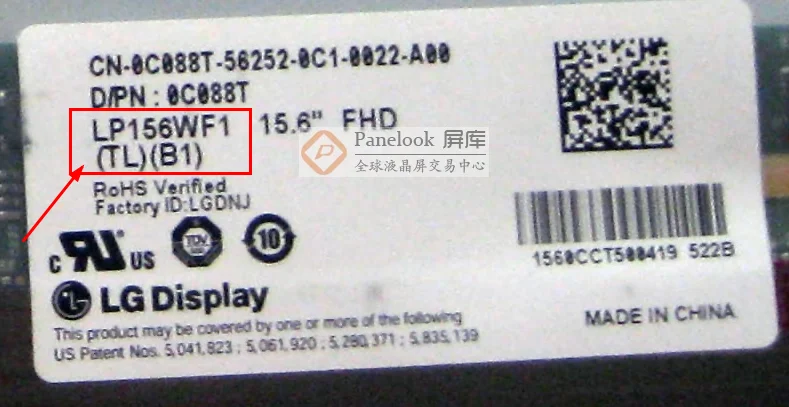 CN-0C088T-56252-0C1-0022-A00
D/PN : 0C088T
LP156WF1 15.6" FHD
(TL)(B1)
Panelook 屏库
全球液晶屏交易中心
RoHS Verified
Factory ID:LGDNJ
c RU US TÜV 10
1560CCT500419 522B
LG Display
MADE IN CHINA
This product may be covered by one or more of the following
US Patent Nos. 5,041,823 ; 5,061,920 ; 5,280,371 ; 5,835,139